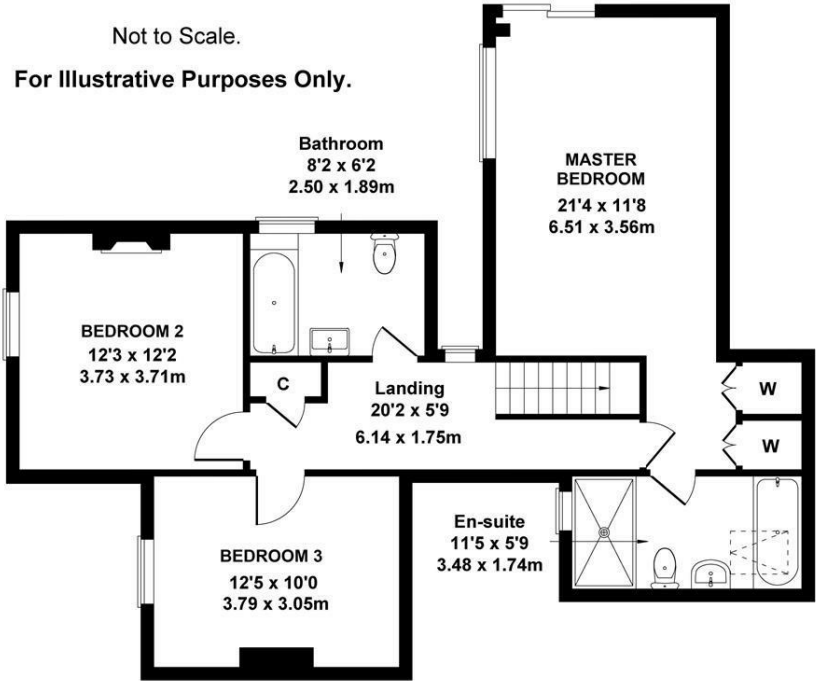 Not to Scale.
For Illustrative Purposes Only.
Bathroom
8'2 x 6'2
2.50 x 1.89m
MASTER
BEDROOM
21'4 x 11'8
6.51 x 3.56m
BEDROOM 2
12'3 x 12'2
3.73 x 3.71m
C
Landing
20'2 x 5'9
6.14 x 1.75m
W
W
En-suite
11'5 x 5'9
3.48 x 1.74m
BEDROOM 3
12'5 x 10'0
3.79 x 3.05m